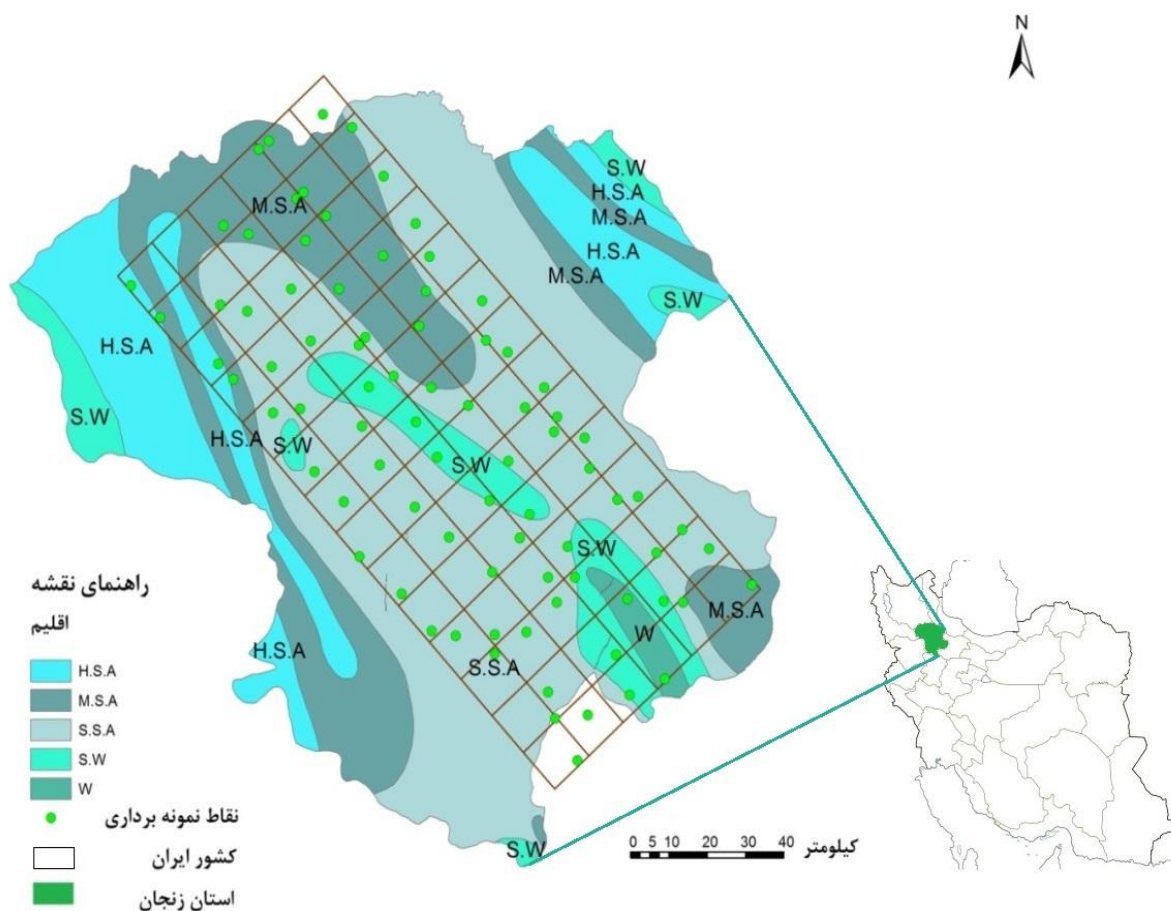 N
S.W
H.S.A
M.S.A
H.S.A
M.S.A
S.W
M.S.A
H.S.A
S.W
H.S.A
S.W
S.W
S.W
M.S.A
W
H.S.A
S.S.A
S.W
راهنمای نقشه
اقلیم
H.S.A
M.S.A
S.S.A
S.W
W
نقاط نمونه برداری
کشور ایران
استان زنجان
0 5 10 20 30 40 کیلومتر